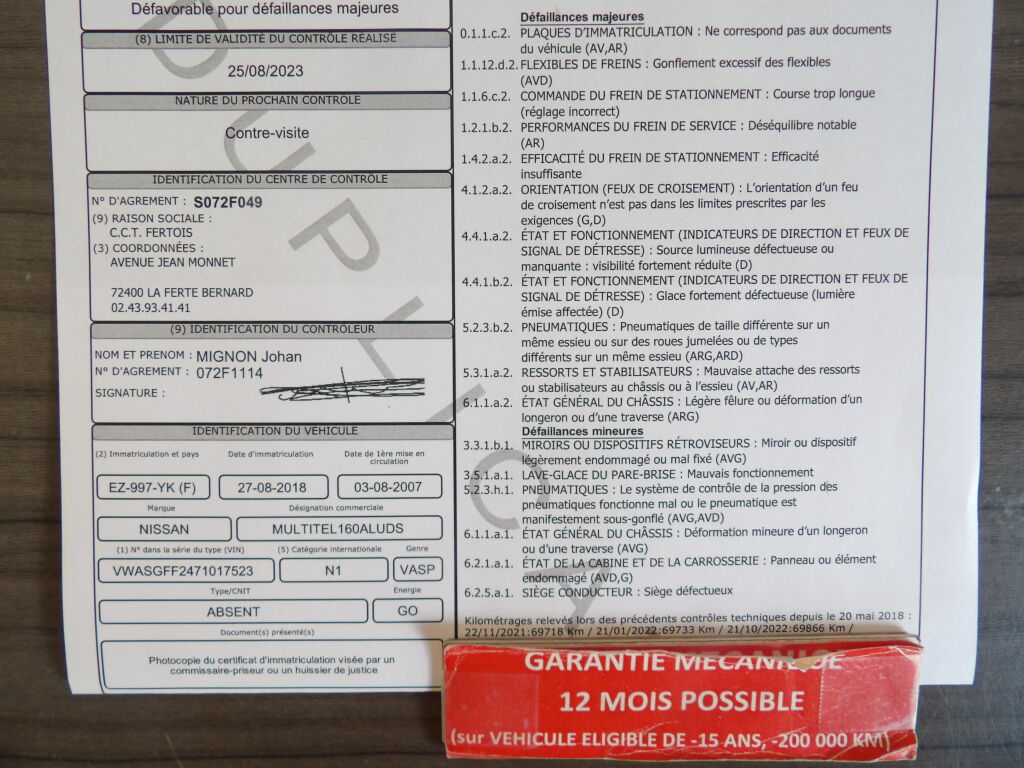 Défavorable pour défaillances majeures
(8) LIMITE DE VALIDITÉ DU CONTRÔLE RÉALISÉ
25/08/2023
NATURE DU PROCHAIN CONTRÔLE
Contre-visite
IDENTIFICATION DU CENTRE DE CONTRÔLE
N° D'AGREMENT : S072F049
(9) RAISON SOCIALE :
C.C.T. FERTOIS
(3) COORDONNÉES :
AVENUE JEAN MONNET
72400 LA FERTE BERNARD
02.43.93.41.41
(9) IDENTIFICATION DU CONTRÔLEUR
NOM ET PRENOM : MIGNON Johan
N° D'AGREMENT : 072F1114
SIGNATURE :
IDENTIFICATION DU VÉHICULE
(2) Immatriculation et pays Date d'immatriculation Date de 1ère mise en
circulation
EZ-997-YK (F) 27-08-2018 03-08-2007
Marque Désignation commerciale
NISSAN MULTITEL160ALUDS
(1) N° dans la série du type (VIN) (5) Catégorie internationale Genre
VWASGFF2471017523 N1 VASP
Type/CNIT Energie
ABSENT GO
Document(s) présenté(s)
Photocopie du certificat d'immatriculation visée par un
commissaire-priseur ou un huissier de justice
Défaillances majeures
0.1.1.c.2. PLAQUES D'IMMATRICULATION : Ne correspond pas aux documents
du véhicule (AV,AR)
1.1.12.d.2. FLEXIBLES DE FREINS : Gonflement excessif des flexibles
(AVD)
1.1.6.c.2. COMMANDE DU FREIN DE STATIONNEMENT : Course trop longue
(réglage incorrect)
1.2.1.b.2. PERFORMANCES DU FREIN DE SERVICE : Déséquilibre notable
(AR)
1.4.2.a.2. EFFICACITÉ DU FREIN DE STATIONNEMENT : Efficacité
insuffisante
4.1.2.a.2. ORIENTATION (FEUX DE CROISEMENT) : L'orientation d'un feu
de croisement n'est pas dans les limites prescrites par les
exigences (G,D)
4.4.1.a.2. ÉTAT ET FONCTIONNEMENT (INDICATEURS DE DIRECTION ET FEUX DE
SIGNAL DE DÉTRESSE) : Source lumineuse défectueuse ou
manquante : visibilité fortement réduite (D)
4.4.1.b.2. ÉTAT ET FONCTIONNEMENT (INDICATEURS DE DIRECTION ET FEUX DE
SIGNAL DE DÉTRESSE) : Glace fortement défectueuse (lumière
émise affectée) (D)
5.2.3.b.2. PNEUMATIQUES : Pneumatiques de taille différente sur un
même essieu ou sur des roues jumelées ou de types
différents sur un même essieu (ARG,ARD)
5.3.1.a.2. RESSORTS ET STABILISATEURS : Mauvaise attache des ressorts
ou stabilisateurs au châssis ou à l'essieu (AV,AR)
6.1.1.a.2. ÉTAT GÉNÉRAL DU CHÂSSIS : Légère fêlure ou déformation d'un
longeron ou d'une traverse (ARG)
Défaillances mineures
3.3.1.b.1. MIROIRS OU DISPOSITIFS RÉTROVISEURS : Miroir ou dispositif
légèrement endommagé ou mal fixé (AVG)
3.5.1.a.1. LAVE-GLACE DU PARE-BRISE : Mauvais fonctionnement
5.2.3.h.1. PNEUMATIQUES : Le système de contrôle de la pression des
pneumatiques fonctionne mal ou le pneumatique est
manifestement sous-gonflé (AVG,AVD)
6.1.1.a.1. ÉTAT GÉNÉRAL DU CHÂSSIS : Déformation mineure d'un longeron
ou d'une traverse (AVG)
6.2.1.a.1. ÉTAT DE LA CABINE ET DE LA CARROSSERIE : Panneau ou élément
endommagé (AVD,G)
6.2.5.a.1. SIÈGE CONDUCTEUR : Siège défectueux
Kilométrages relevés lors des précédents contrôles techniques depuis le 20 mai 2018 :
22/11/2021:69718 Km / 21/01/2022:69733 Km / 21/10/2022:69866 Km /
DUPLICA
GARANTIE MECANIQUE
12 MOIS POSSIBLE
(sur VEHICULE ELIGIBLE DE -15 ANS, -200 000 KM)